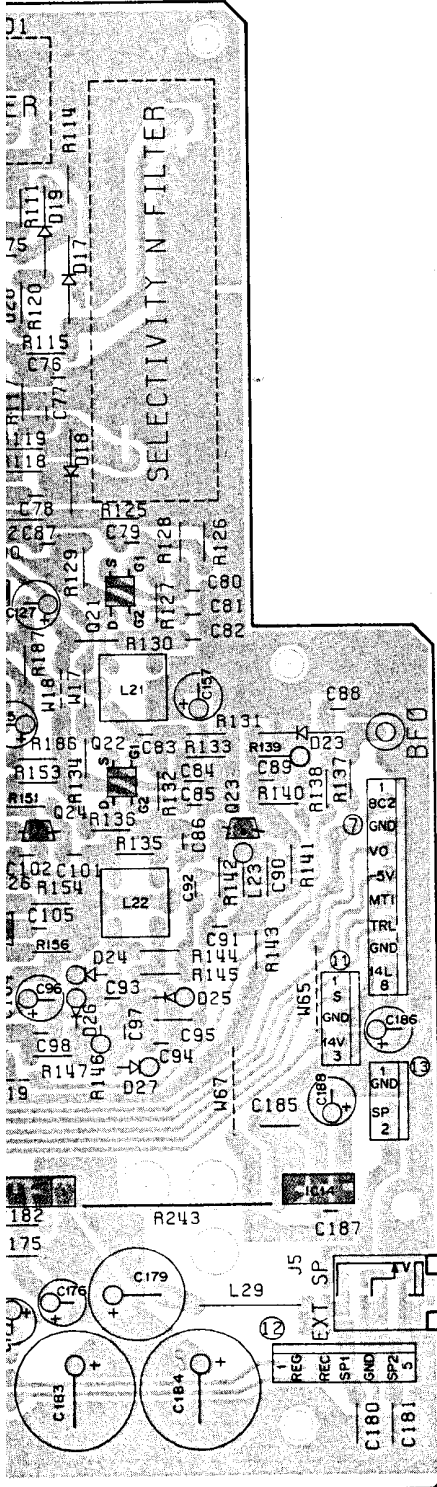 R114
SELECTIVITY N FILTER
R111
D19
D17
R120
R115
C76
C77
D18
C78
R125
C87
C79
R128
R126
R129
S
G1
D
G2
Q21
R127
C80
C81
C82
C127
R130
R187
W18
W17
L21
C157
C88
R131
R186
Q22
C83
R133
R139
D23
BFO
R153
R134
S
G1
D
G2
R132
C84
C89
C85
Q23
R140
R138
R137
R151
Q24
R136
C86
R135
C102
C101
R142
L23
C90
R141
7
1
BC2
GND
VO
-5V
MTI
TRL
GND
14L
8
R154
C105
L22
C92
R156
C91
R143
D24
R144
R145
W65
11
1
S
GND
14V
3
C96
C93
D25
C186
D26
C97
C95
C98
C94
R147
R146
D27
W67
C185
C188
13
1
GND
SP
2
R243
IC14
C187
J5
EXT SP
C176
C179
L29
12
1
REG
REC
SP1
GND
SP2
5
C183
C184
C180
C181